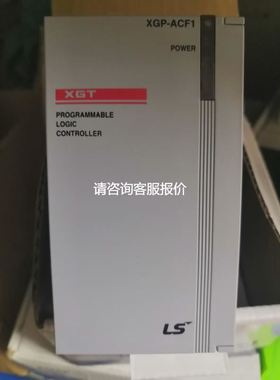 XGP-ACF1
POWER
XGT
PROGRAMMABLE
LOGIC
CONTROLLER
请咨询客服报价
LS